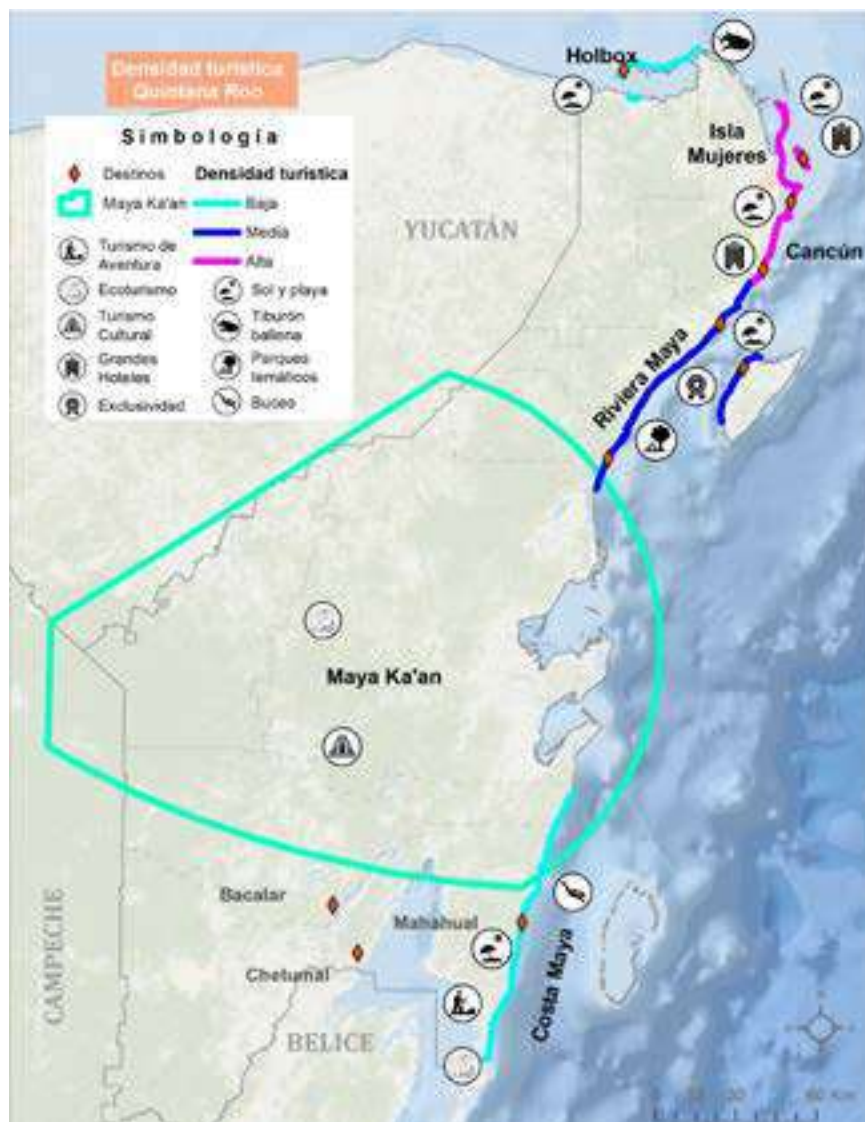 Densidad turística
Quintana Roo
Simbología
Destinos
Maya Ka'an
Turismo de
Aventura
Ecoturismo
Turismo
Cultural
Grandes
Hoteles
Exclusividad
Densidad turística
Baja
Media
Alta
Sol y playa
Tiburón
ballena
Parques
temáticos
Buceo
Holbox
Isla
Mujeres
YUCATÁN
Cancún
Riviera Maya
Maya Ka'an
Bacalar
Mahahual
Chetumal
Costa Maya
CAMPECHE
BELICE
60 Km